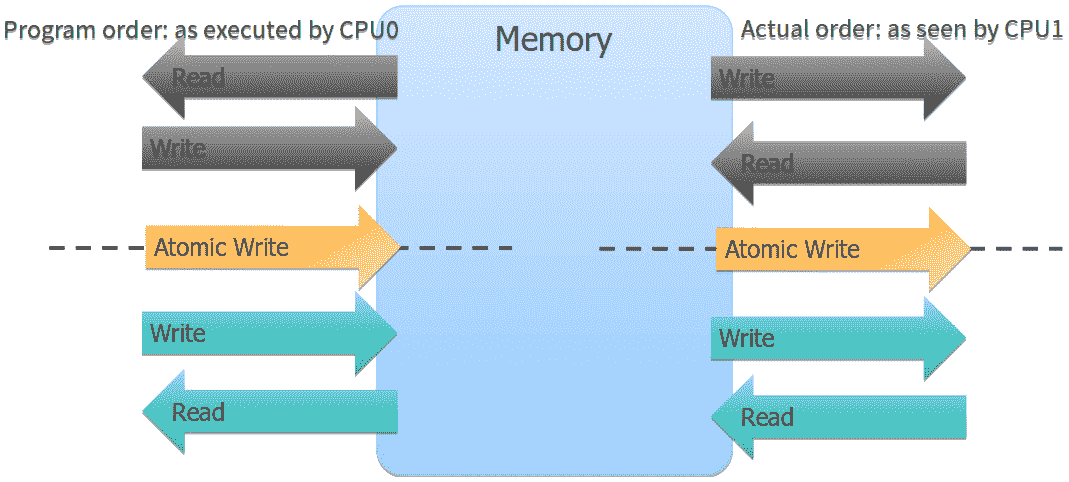 Program order: as executed by CPU0
Memory
Actual order: as seen by CPU1
Read
Write
Write
Read
Atomic Write
Atomic Write
Write
Write
Read
Read